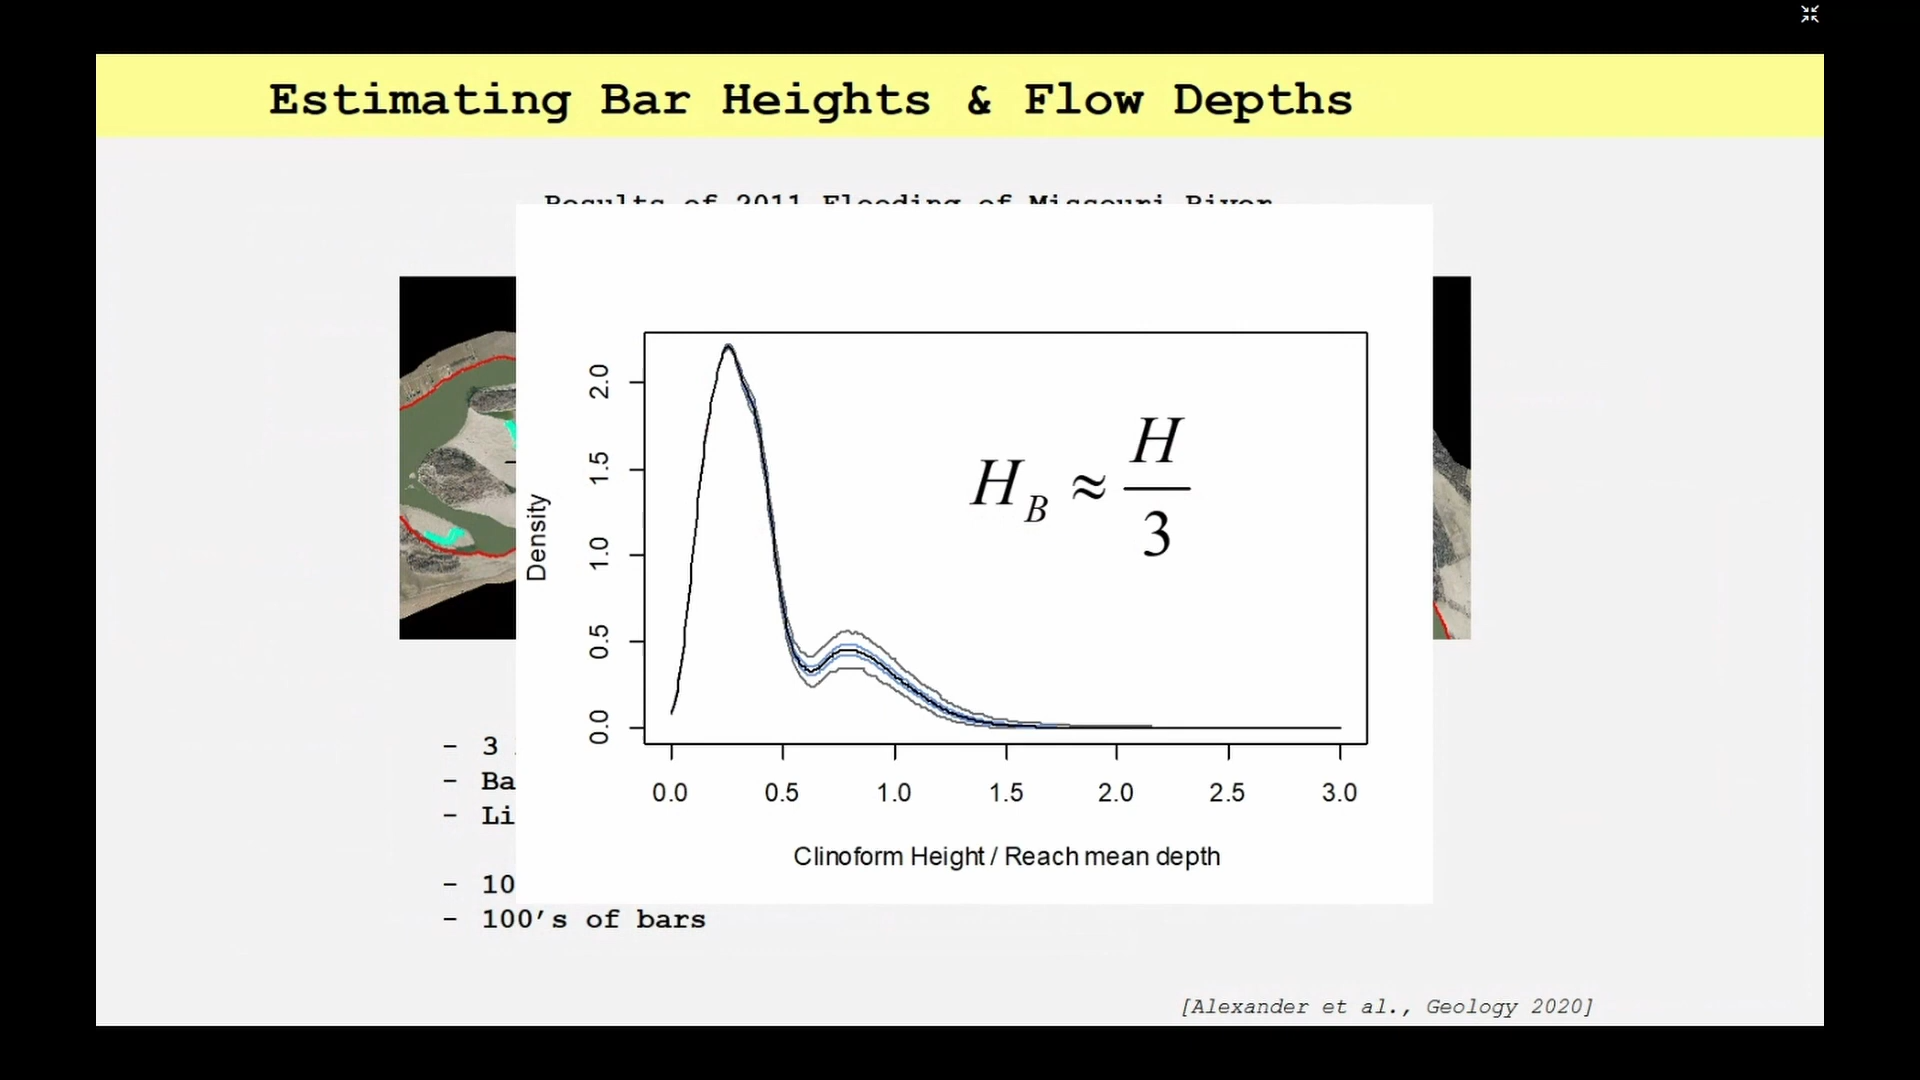 Estimating Bar Heights & Flow Depths
Results of 2011 Flooding of Missouri River
2.0
1.5
1.0
0.5
0.0
Density
H_B ≈ H/3
0.0 0.5 1.0 1.5 2.0 2.5 3.0
Clinoform Height / Reach mean depth
- 3
- Ba
- Li
- 10
- 100's of bars
[Alexander et al., Geology 2020]